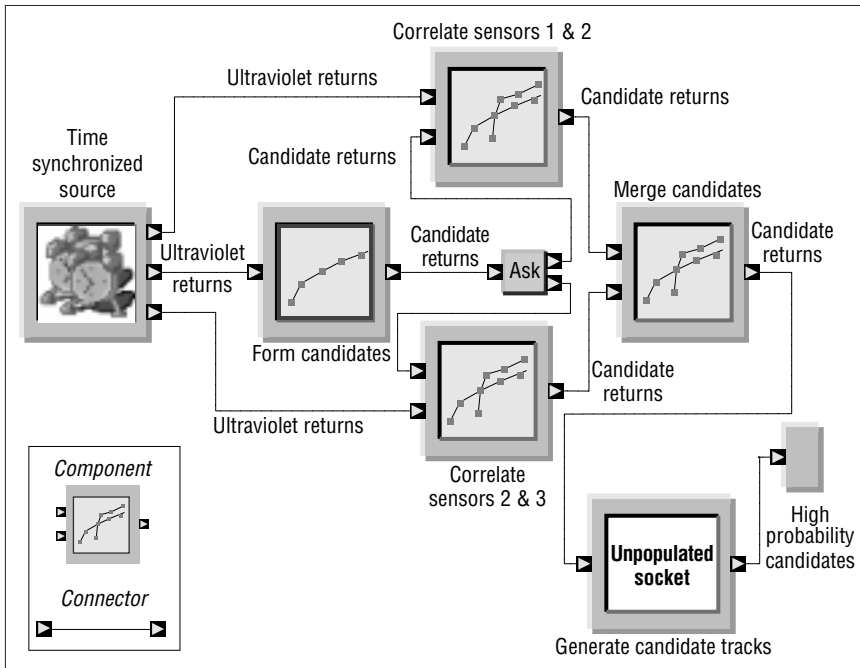 Correlate sensors 1 & 2
Ultraviolet returns
Candidate returns
Time
synchronized
source
Candidate returns
Merge candidates
Candidate
returns
Ultraviolet
returns
Candidate
returns
Ask
Form candidates
Candidate
returns
Ultraviolet returns
Correlate
sensors 2 & 3
Component
Connector
Unpopulated
socket
High
probability
candidates
Generate candidate tracks